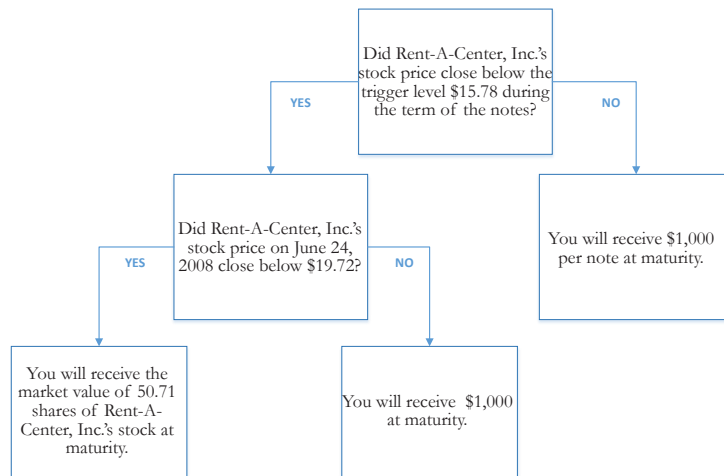 Did Rent-A-Center, Inc.'s
stock price close below the
trigger level $15.78 during
the term of the notes?
YES
NO
Did Rent-A-Center, Inc.'s
stock price on June 24,
2008 close below $19.72?
You will receive $1,000
per note at maturity.
YES
NO
You will receive the
market value of 50.71
shares of Rent-A-
Center, Inc.'s stock at
maturity.
You will receive $1,000
at maturity.